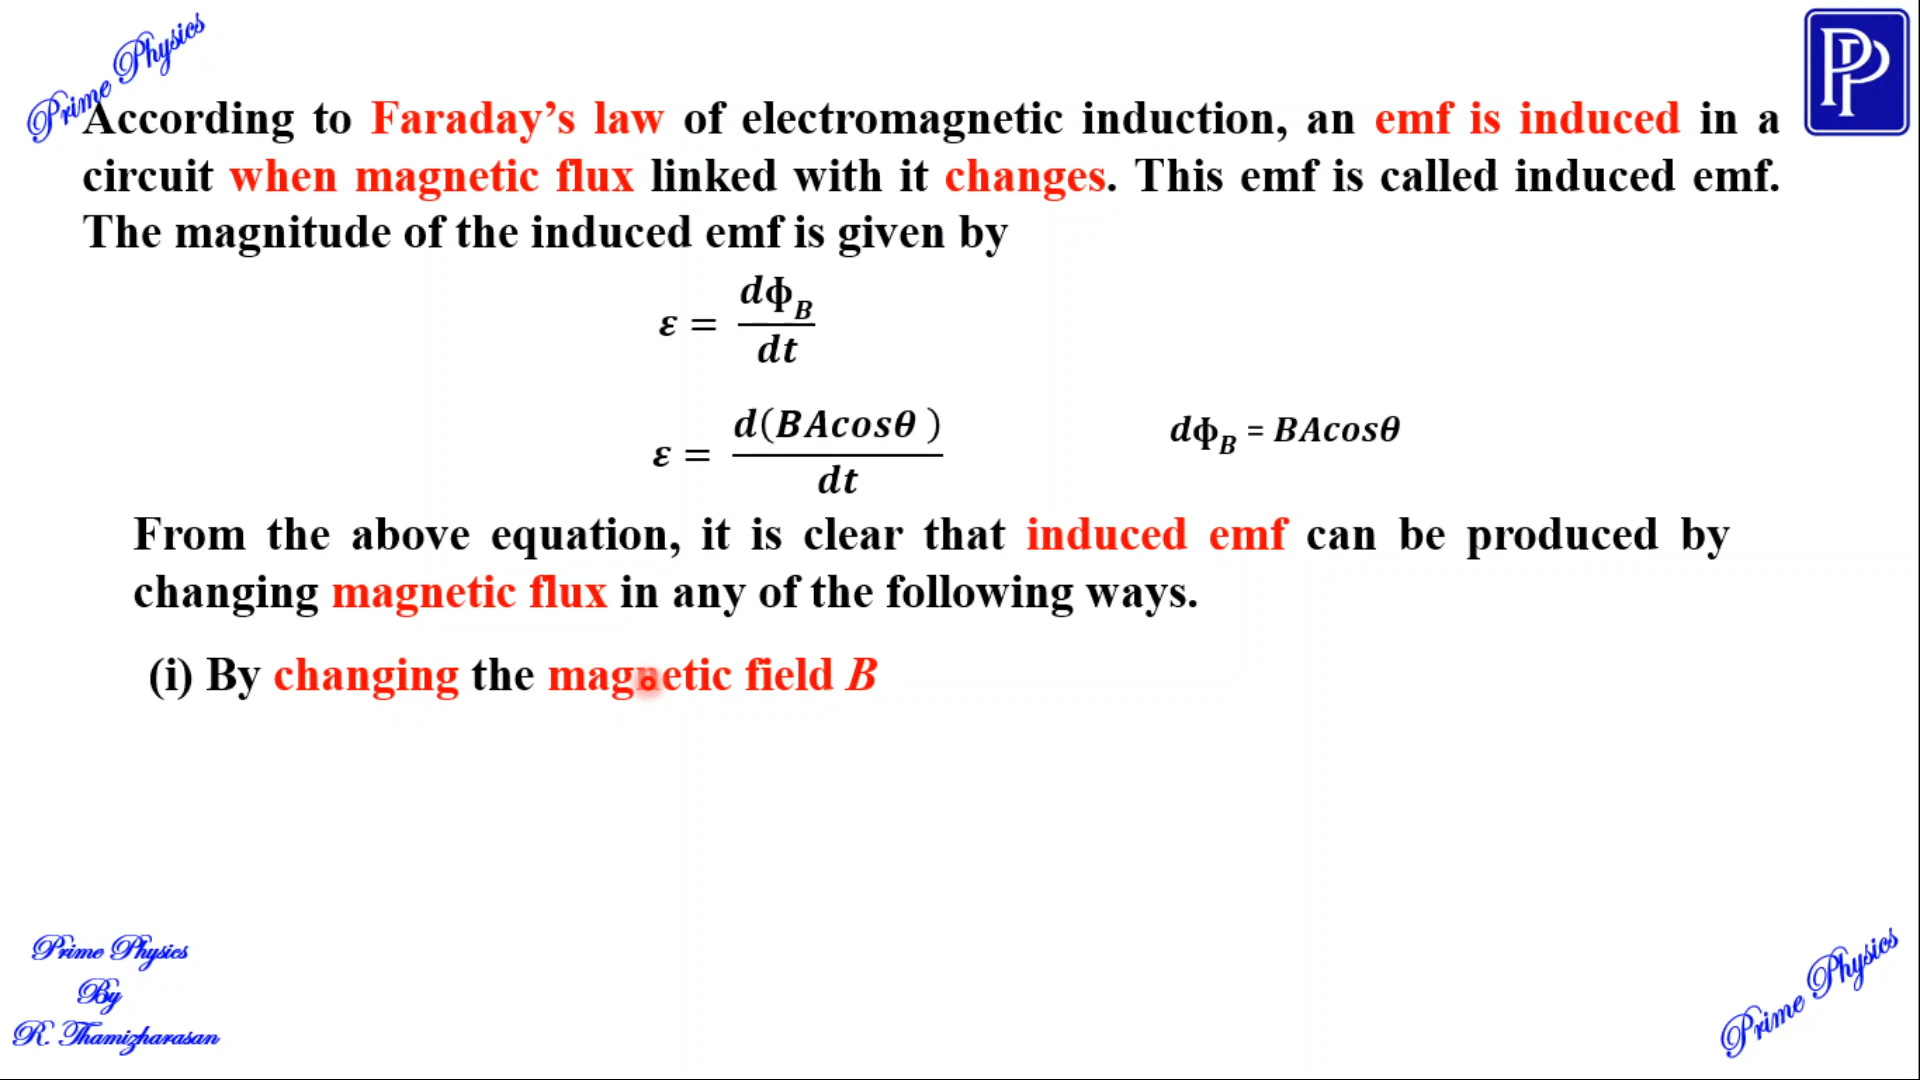 Prime Physics
PP
According to Faraday’s law of electromagnetic induction, an emf is induced in a
circuit when magnetic flux linked with it changes. This emf is called induced emf.
The magnitude of the induced emf is given by
ε = dϕ_B / dt
ε = d(BAcosθ ) / dt
dϕ_B = BAcosθ
From the above equation, it is clear that induced emf can be produced by
changing magnetic flux in any of the following ways.
(i) By changing the magnetic field B
Prime Physics
By
R. Thamizharasan
Prime Physics